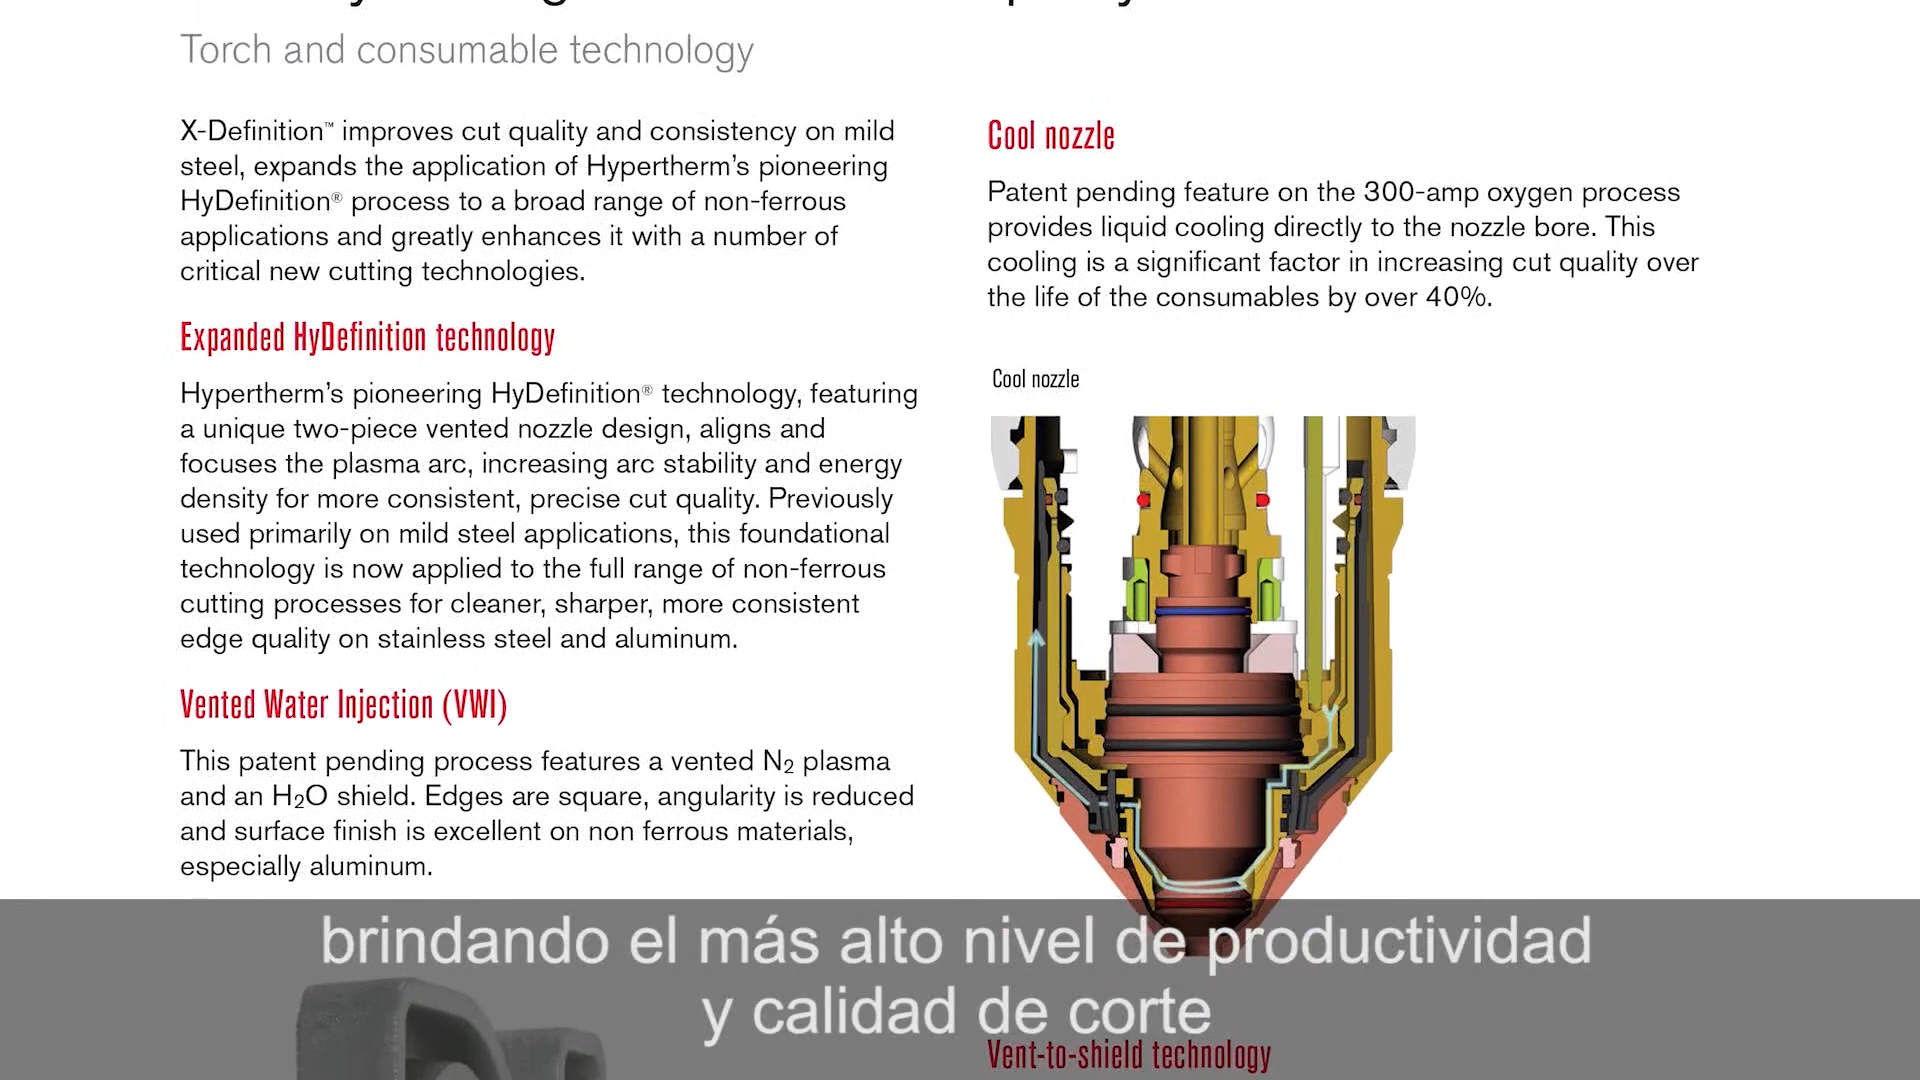 Torch and consumable technology
X-Definition™ improves cut quality and consistency on mild
steel, expands the application of Hypertherm’s pioneering
HyDefinition® process to a broad range of non-ferrous
applications and greatly enhances it with a number of
critical new cutting technologies.
Expanded HyDefinition technology
Hypertherm’s pioneering HyDefinition® technology, featuring
a unique two-piece vented nozzle design, aligns and
focuses the plasma arc, increasing arc stability and energy
density for more consistent, precise cut quality. Previously
used primarily on mild steel applications, this foundational
technology is now applied to the full range of non-ferrous
cutting processes for cleaner, sharper, more consistent
edge quality on stainless steel and aluminum.
Vented Water Injection (VWI)
This patent pending process features a vented N₂ plasma
and an H₂O shield. Edges are square, angularity is reduced
and surface finish is excellent on non ferrous materials,
especially aluminum.
Cool nozzle
Patent pending feature on the 300-amp oxygen process
provides liquid cooling directly to the nozzle bore. This
cooling is a significant factor in increasing cut quality over
the life of the consumables by over 40%.
Cool nozzle
brindando el más alto nivel de productividad
y calidad de corte
Vent-to-shield technology